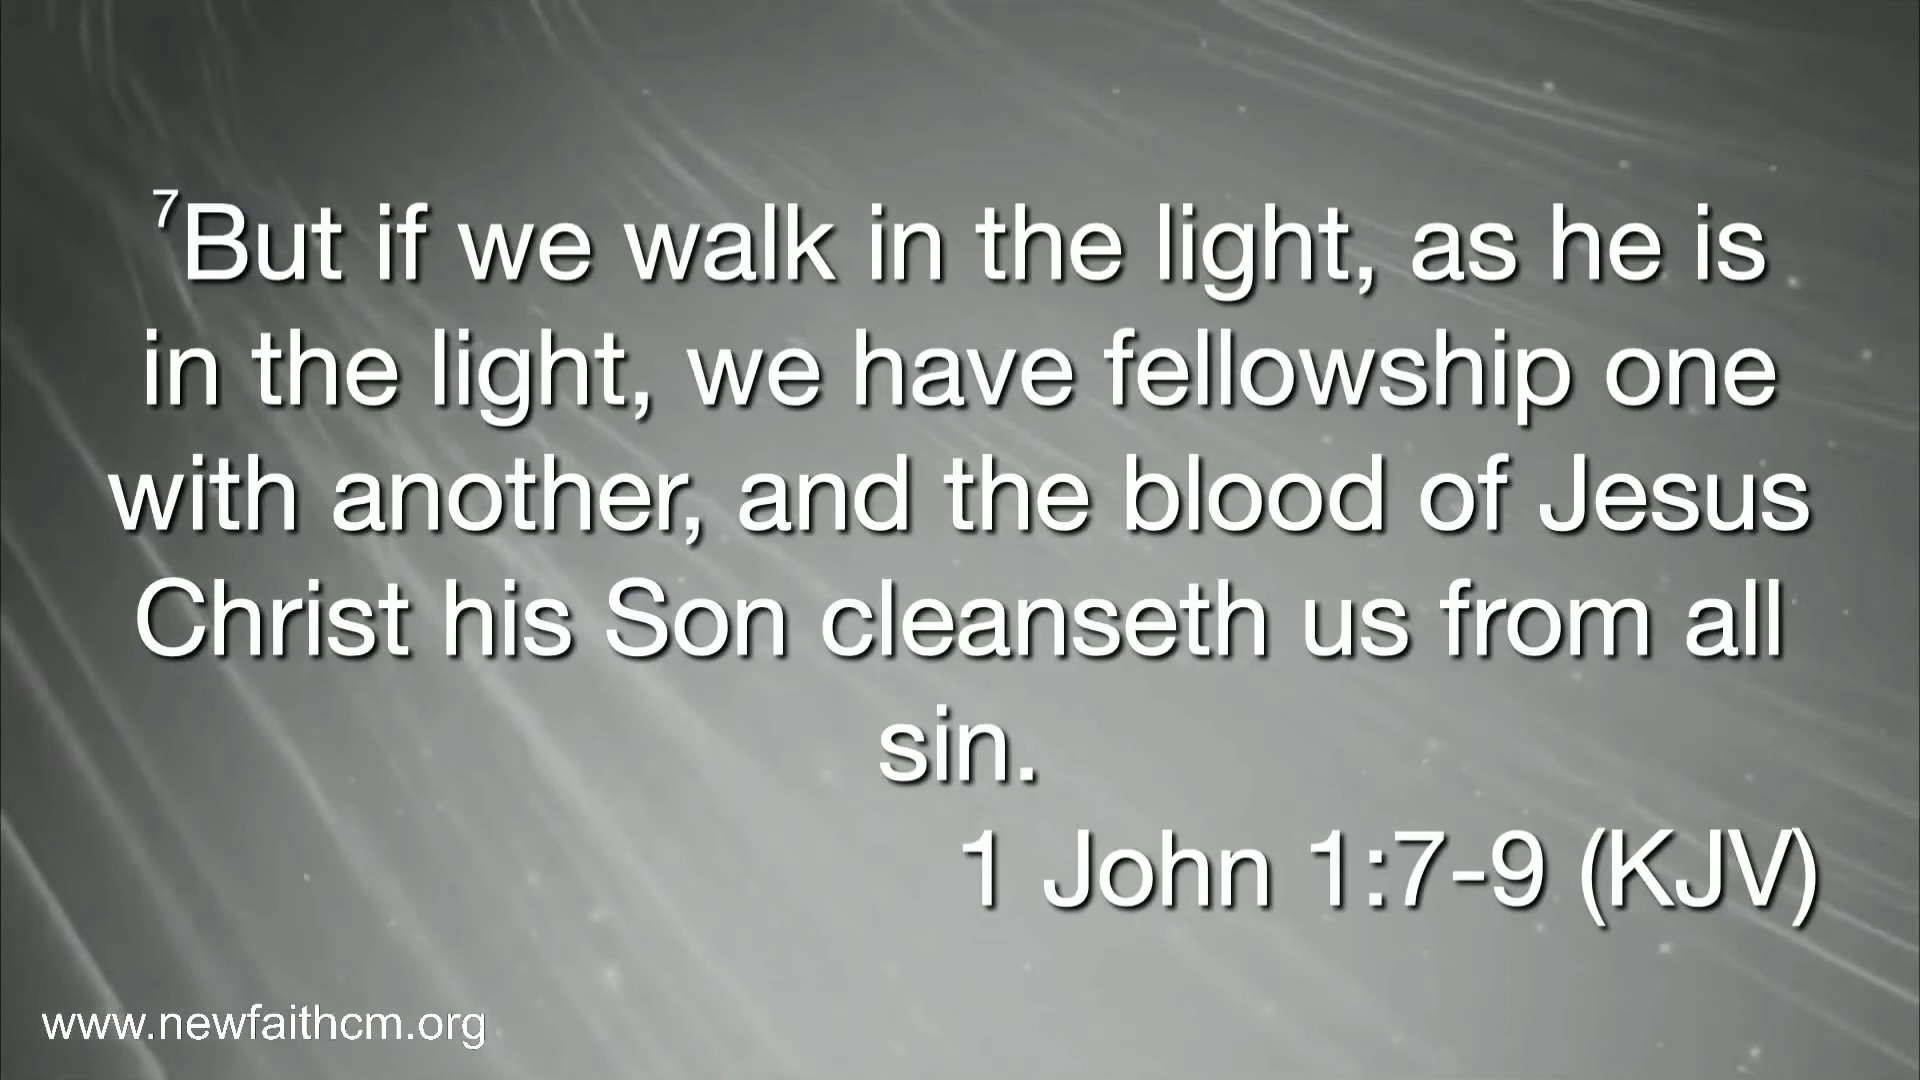 7But if we walk in the light, as he is
in the light, we have fellowship one
with another, and the blood of Jesus
Christ his Son cleanseth us from all
sin.
1 John 1:7-9 (KJV)
www.newfaithcm.org